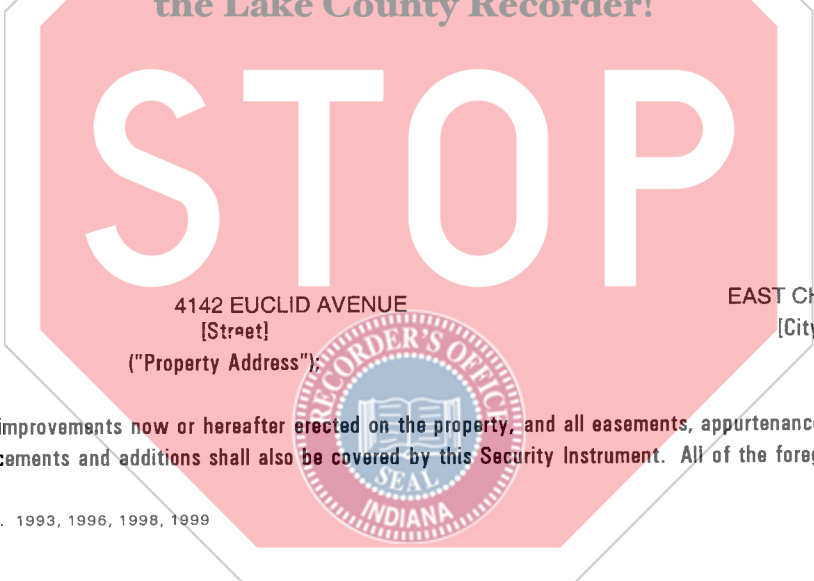 the Lake County Recorder!
STOP
4142 EUCLID AVENUE EAST CH
[Street] [City
("Property Address");
RECORDER'S OFFICE
improvements now or hereafter erected on the property, and all easements, appurtenanc
cements and additions shall also be covered by this Security Instrument. All of the foreg
SEAL
INDIANA
. 1993, 1996, 1998, 1999